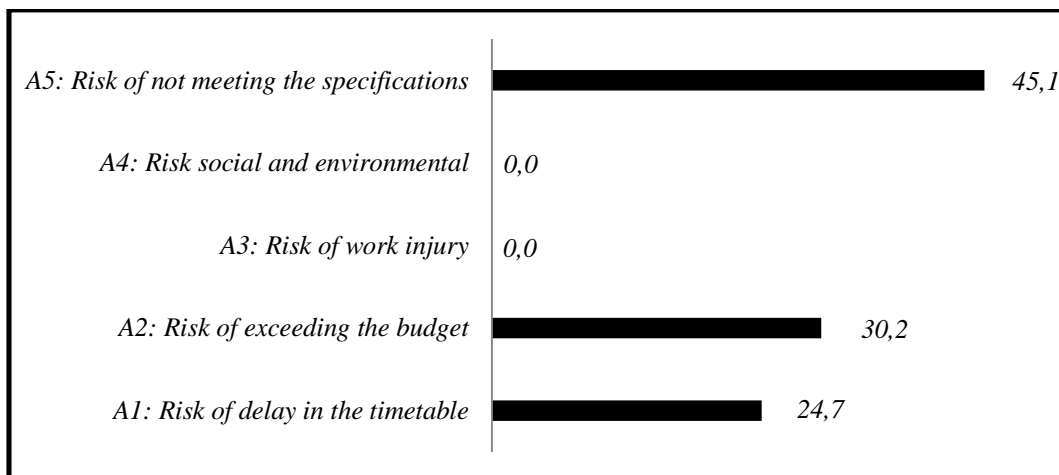 A5: Risk of not meeting the specifications 45,1
A4: Risk social and environmental 0,0
A3: Risk of work injury 0,0
A2: Risk of exceeding the budget 30,2
A1: Risk of delay in the timetable 24,7